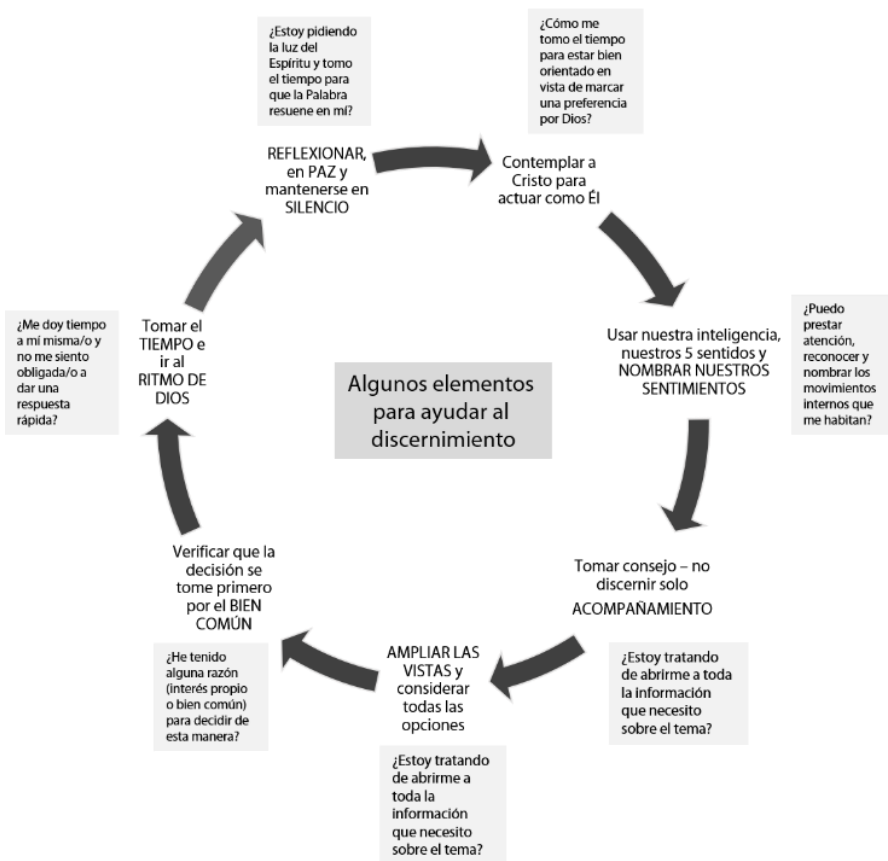 ¿Estoy pidiendo
la luz del
Espíritu y tomo
el tiempo para
que la Palabra
resuene en mí?
REFLEXIONAR,
en PAZ y
mantenerse en
SILENCIO
¿Cómo me
tomo el tiempo
para estar bien
orientado en
vista de marcar
una preferencia
por Dios?
Contemplar a
Cristo para
actuar como Él
Usar nuestra inteligencia,
nuestros 5 sentidos y
NOMBRAR NUESTROS
SENTIMIENTOS
¿Puedo
prestar
atención,
reconocer y
nombrar los
movimientos
internos que
me habitan?
Tomar consejo – no
discernir solo
ACOMPAÑAMIENTO
¿Estoy tratando
de abrirme a toda
la información
que necesito
sobre el tema?
AMPLIAR LAS
VISTAS y
considerar
todas las
opciones
¿Estoy tratando
de abrirme a
toda la
información
que necesito
sobre el tema?
Verificar que la
decisión se
tome primero
por el BIEN
COMÚN
¿He tenido
alguna razón
(interés propio
o bien común)
para decidir de
esta manera?
Tomar el
TIEMPO e
ir al
RITMO DE
DIOS
¿Me doy tiempo
a mí misma/o y
no me siento
obligada/o a
dar una
respuesta
rápida?
Algunos elementos
para ayudar al
discernimiento